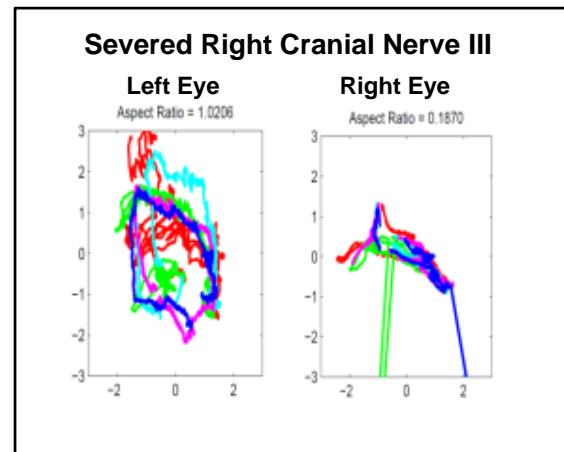 Severed Right Cranial Nerve III
Left Eye Right Eye
Aspect Ratio = 1.0206 Aspect Ratio = 0.1870
3 3
2 2
1 1
0 0
−1 −1
−2 −2
−3 −3
−2 0 2 −2 0 2